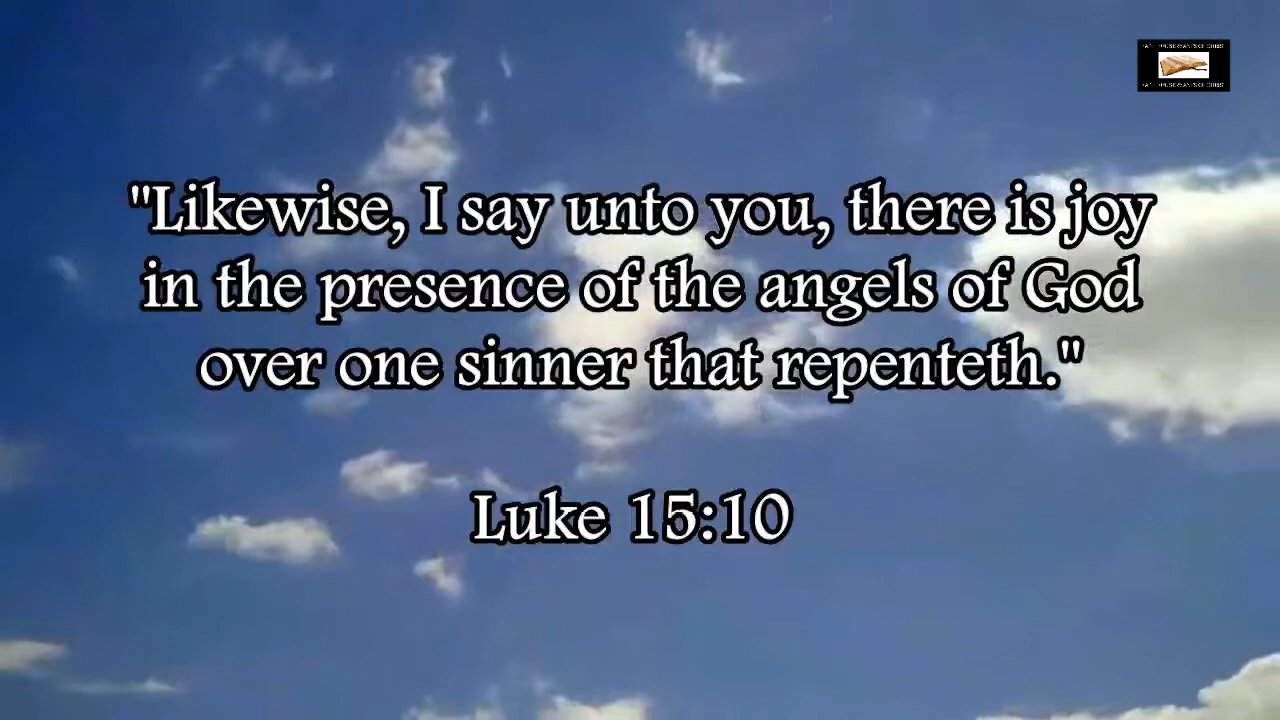 "Likewise, I say unto you, there is joy
in the presence of the angels of God
over one sinner that repenteth."
Luke 15:10